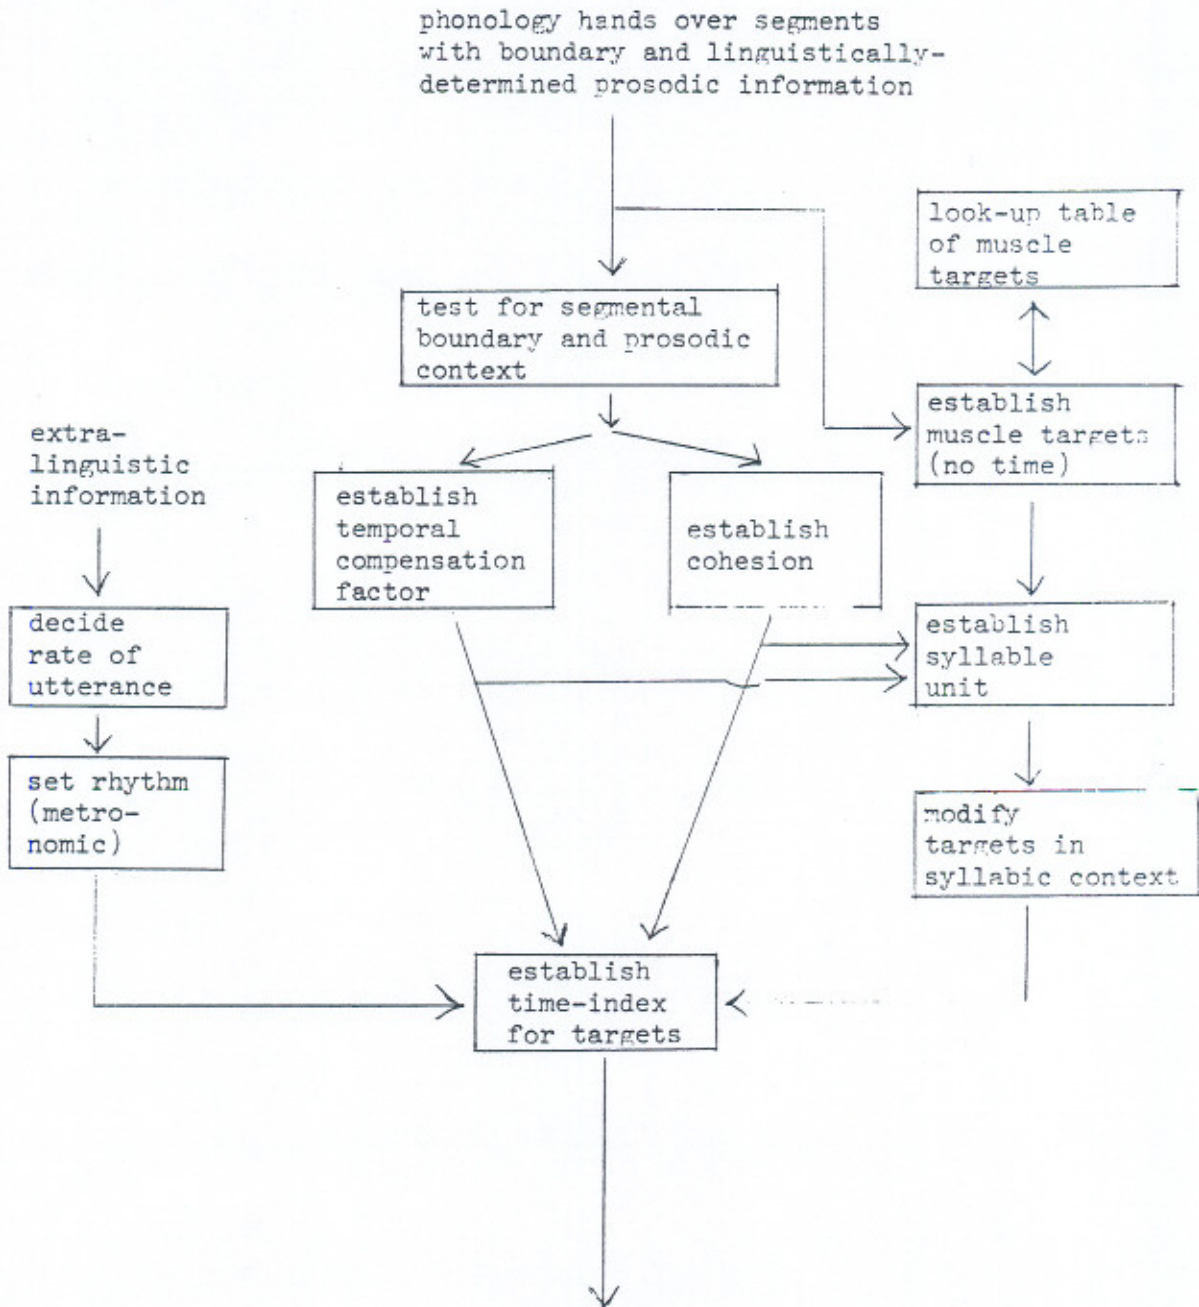 phonology hands over segments
with boundary and linguistically-
determined prosodic information
look-up table
of muscle
targets
test for segmental
boundary and prosodic
context
establish
muscle targets
(no time)
extra-
linguistic
information
establish
temporal
compensation
factor
establish
cohesion
decide
rate of
utterance
establish
syllable
unit
set rhythm
(metro-
nomic)
modify
targets in
syllabic context
establish
time-index
for targets